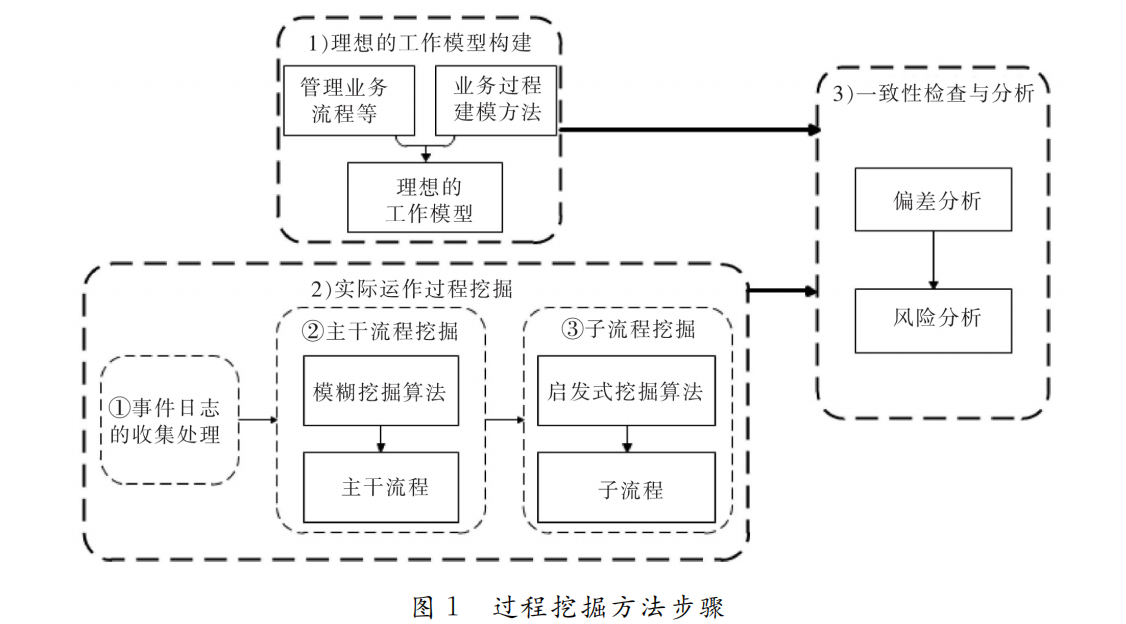 1)理想的工作模型构建
管理业务
流程等
业务过程
建模方法
理想的
工作模型
2)实际运作过程挖掘
①事件日志
的收集处理
②主干流程挖掘
模糊挖掘算法
主干流程
③子流程挖掘
启发式挖掘算法
子流程
3)一致性检查与分析
偏差分析
风险分析
图1 过程挖掘方法步骤